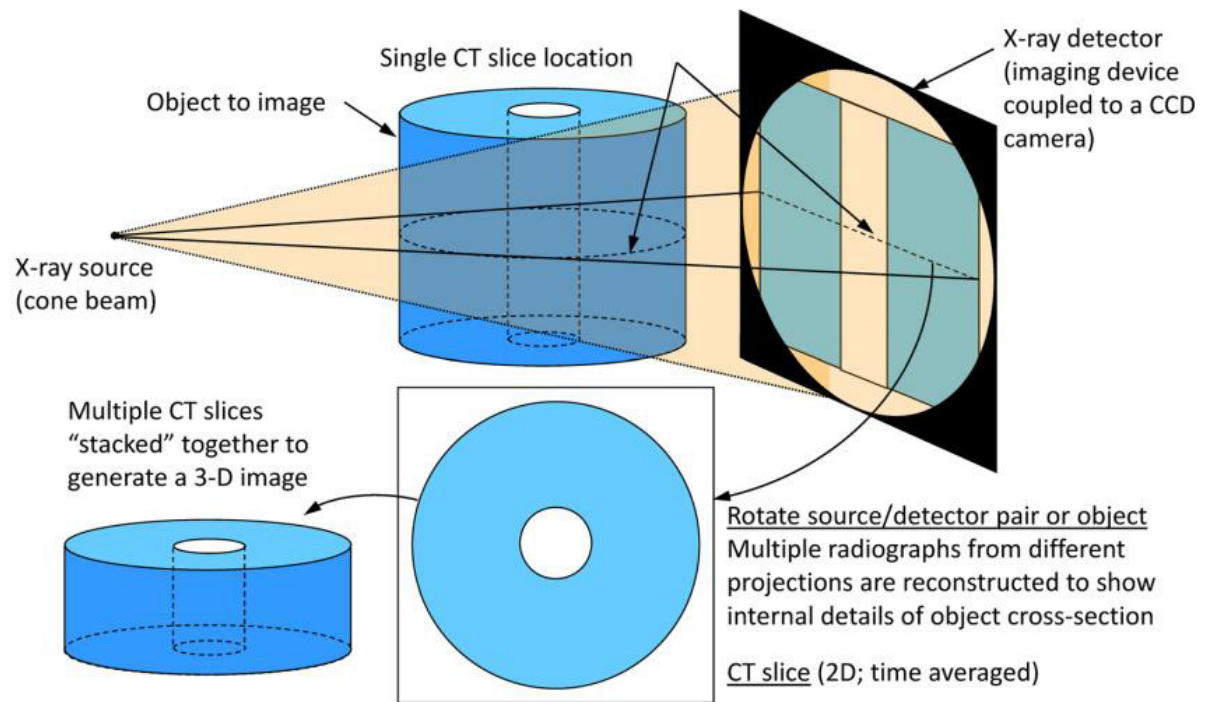 Single CT slice location
Object to image
X-ray detector
(imaging device
coupled to a CCD
camera)
X-ray source
(cone beam)
Multiple CT slices
“stacked” together to
generate a 3-D image
Rotate source/detector pair or object
Multiple radiographs from different
projections are reconstructed to show
internal details of object cross-section
CT slice (2D; time averaged)